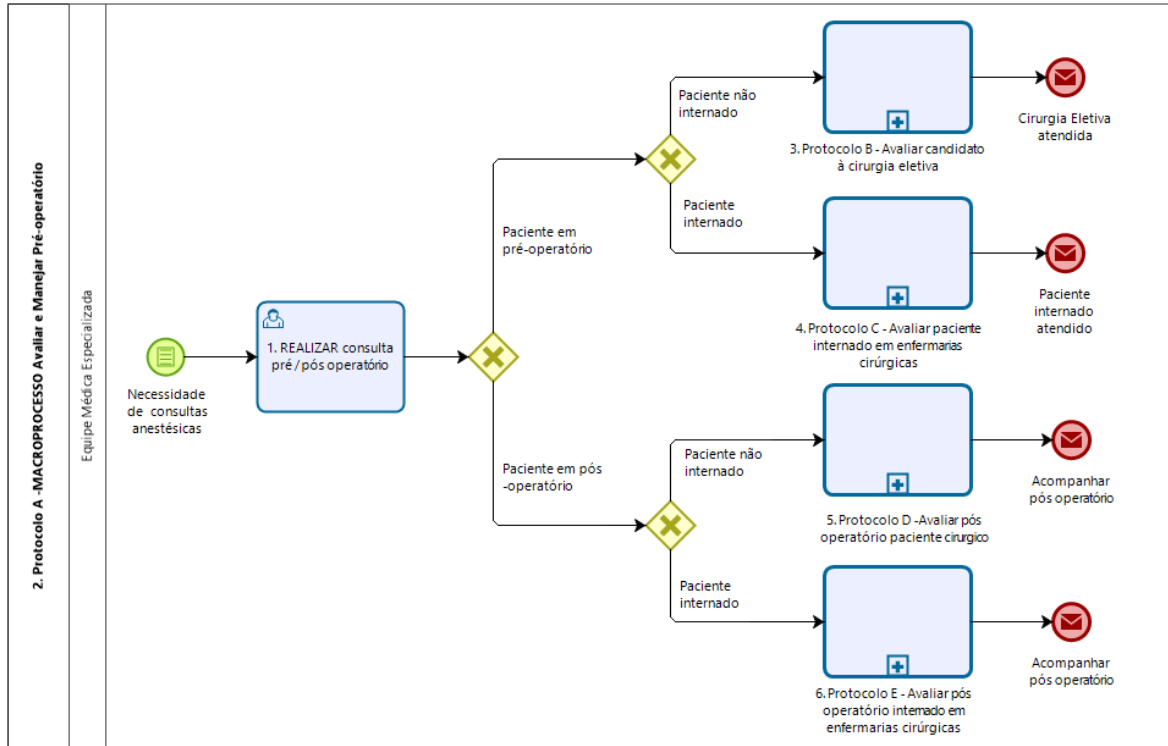 2. Protocolo A -MACROPROCESSO Avaliar e Manejar Pré-operatório
Equipe Médica Especializada
Necessidade
de consultas
anestésicas
1. REALIZAR consulta
pré / pós operatório
Paciente em
pré-operatório
Paciente em pós
-operatório
Paciente não
internado
Paciente
internado
3. Protocolo B - Avaliar candidato
à cirurgia eletiva
Cirurgia Eletiva
atendida
4. Protocolo C - Avaliar paciente
internado em enfermarias
cirúrgicas
Paciente
internado
atendido
Paciente não
internado
Paciente
internado
5. Protocolo D -Avaliar pós
operatório paciente cirurgico
Acompanhar
pós operatório
6. Protocolo E - Avaliar pós
operatório internado em
enfermarias cirúrgicas
Acompanhar
pós operatório